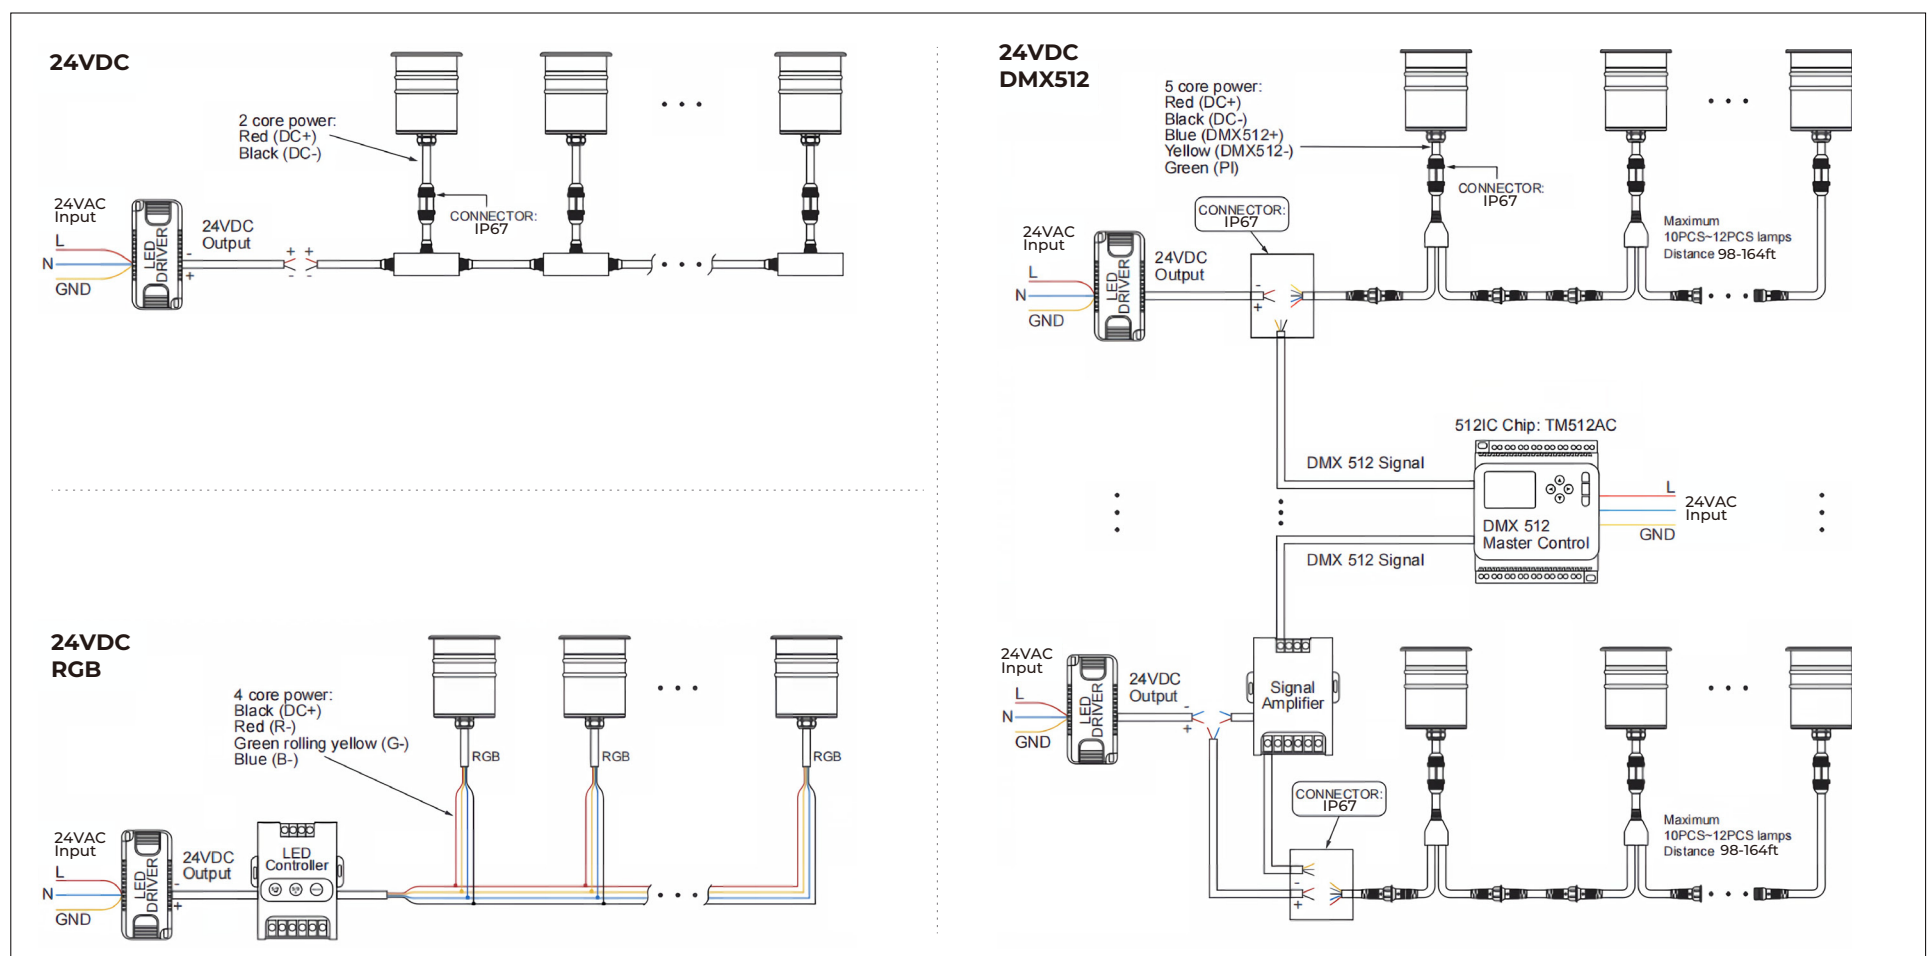 24VDC
2 core power:
Red (DC+)
Black (DC-)
24VAC
Input
L
N
GND
LED
DRIVER
24VDC
Output
-
+
+
-
+
-
CONNECTOR:
IP67
24VDC
RGB
4 core power:
Black (DC+)
Red (R-)
Green rolling yellow (G-)
Blue (B-)
RGB
RGB
RGB
24VAC
Input
L
N
GND
LED
DRIVER
24VDC
Output
-
+
LED
Controller
24VDC
DMX512
5 core power:
Red (DC+)
Black (DC-)
Blue (DMX512+)
Yellow (DMX512-)
Green (PI)
CONNECTOR:
IP67
CONNECTOR:
IP67
Maximum
10PCS~12PCS lamps
Distance 98-164ft
24VAC
Input
L
N
GND
LED
DRIVER
24VDC
Output
-
+
512IC Chip: TM512AC
DMX 512 Signal
DMX 512
Master Control
L
24VAC
Input
GND
DMX 512 Signal
24VAC
Input
L
N
GND
LED
DRIVER
24VDC
Output
-
+
Signal
Amplifier
CONNECTOR:
IP67
-
+
Maximum
10PCS~12PCS lamps
Distance 98-164ft